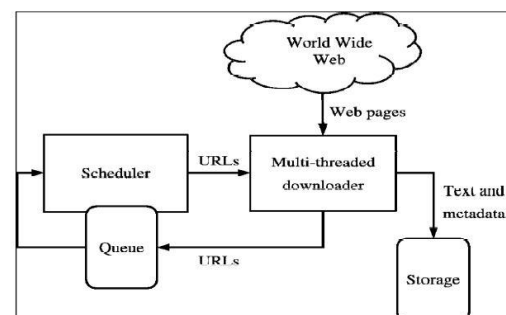 World Wide
Web
Web pages
URLs
Scheduler
Multi-threaded
downloader
Text and
metadata
Queue
URLs
Storage